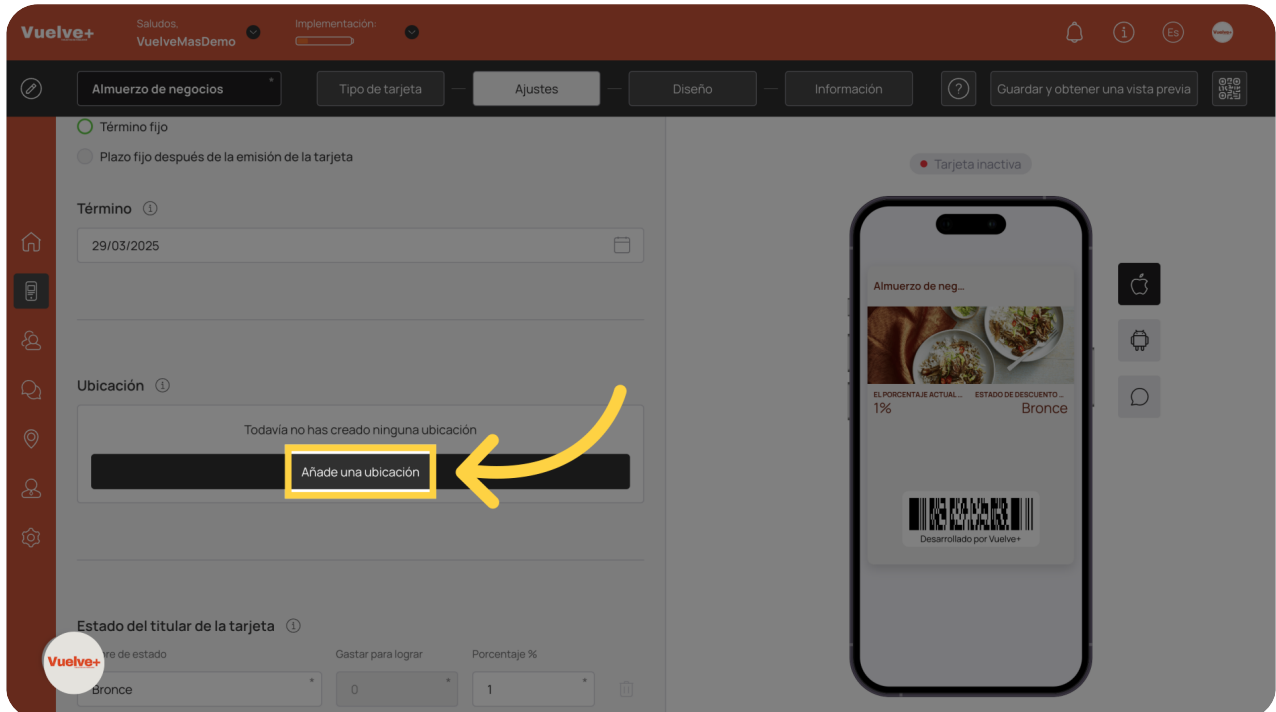 Vuelve+
Saludos,
VuelveMasDemo
Implementación:
Es
Almuerzo de negocios *
Tipo de tarjeta
Ajustes
Diseño
Información
?
Guardar y obtener una vista previa
Término fijo
Plazo fijo después de la emisión de la tarjeta
Término
29/03/2025
Ubicación
Todavía no has creado ninguna ubicación
Añade una ubicación
Estado del titular de la tarjeta
de estado
Gastar para lograr
Porcentaje %
Bronce *
0 *
1 *
Vuelve+
Tarjeta inactiva
Almuerzo de neg...
EL PORCENTAJE ACTUAL ...
ESTADO DE DESCUENTO ...
1%
Bronce
Desarrollado por Vuelve+